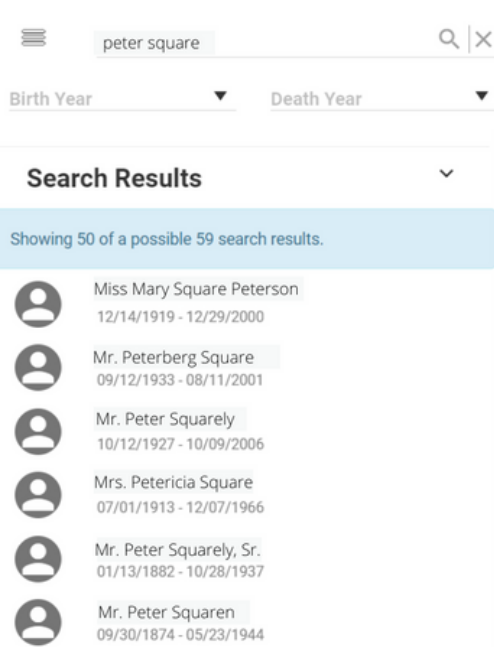 peter square
Birth Year Death Year
Search Results
Showing 50 of a possible 59 search results.
Miss Mary Square Peterson
12/14/1919 - 12/29/2000
Mr. Peterberg Square
09/12/1933 - 08/11/2001
Mr. Peter Squarely
10/12/1927 - 10/09/2006
Mrs. Petericia Square
07/01/1913 - 12/07/1966
Mr. Peter Squarely, Sr.
01/13/1882 - 10/28/1937
Mr. Peter Squaren
09/30/1874 - 05/23/1944